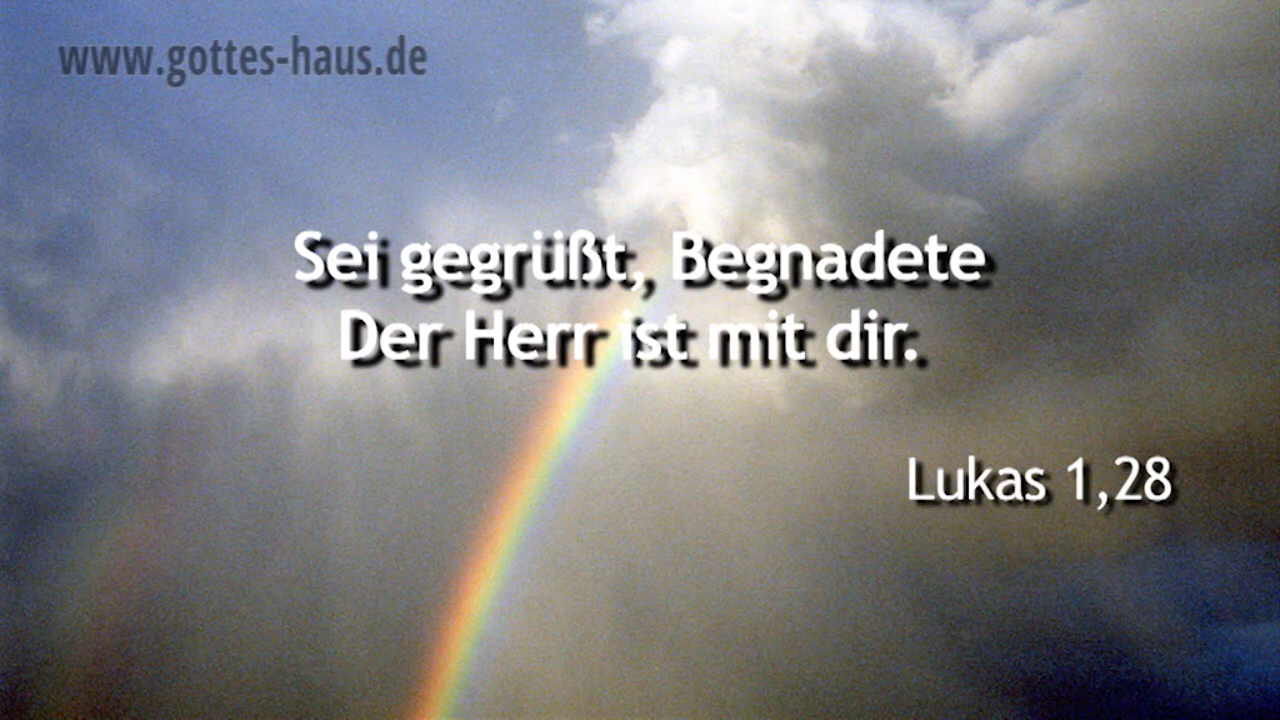 www.gottes-haus.de
Sei gegrüßt, Begnadete
Der Herr ist mit dir.
Lukas 1,28